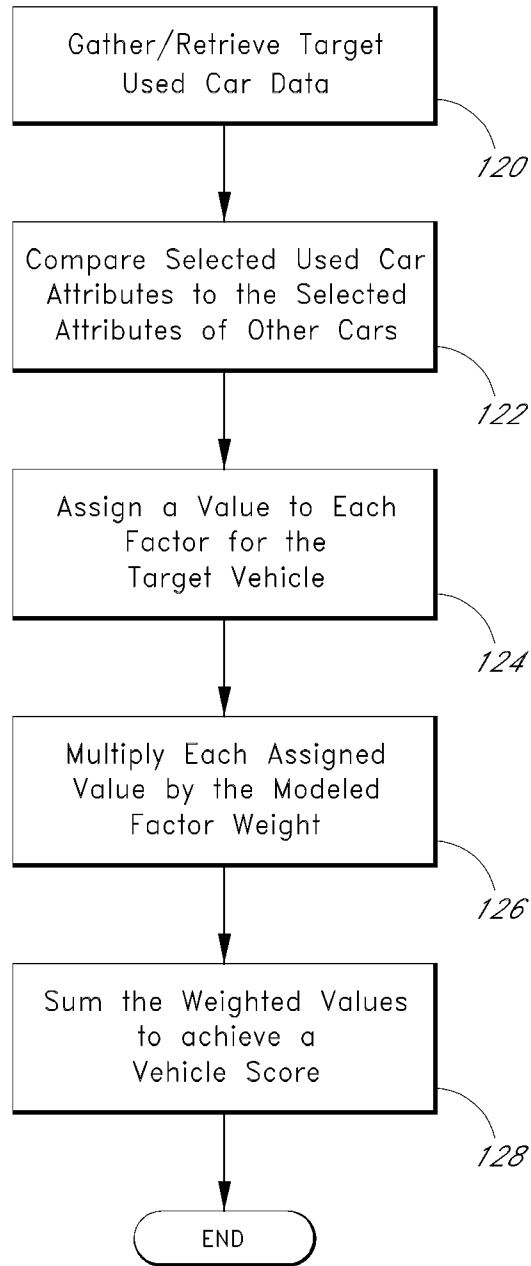 Gather/Retrieve Target
Used Car Data
120
Compare Selected Used Car
Attributes to the Selected
Attributes of Other Cars
122
Assign a Value to Each
Factor for the
Target Vehicle
124
Multiply Each Assigned
Value by the Modeled
Factor Weight
126
Sum the Weighted Values
to achieve a
Vehicle Score
128
END